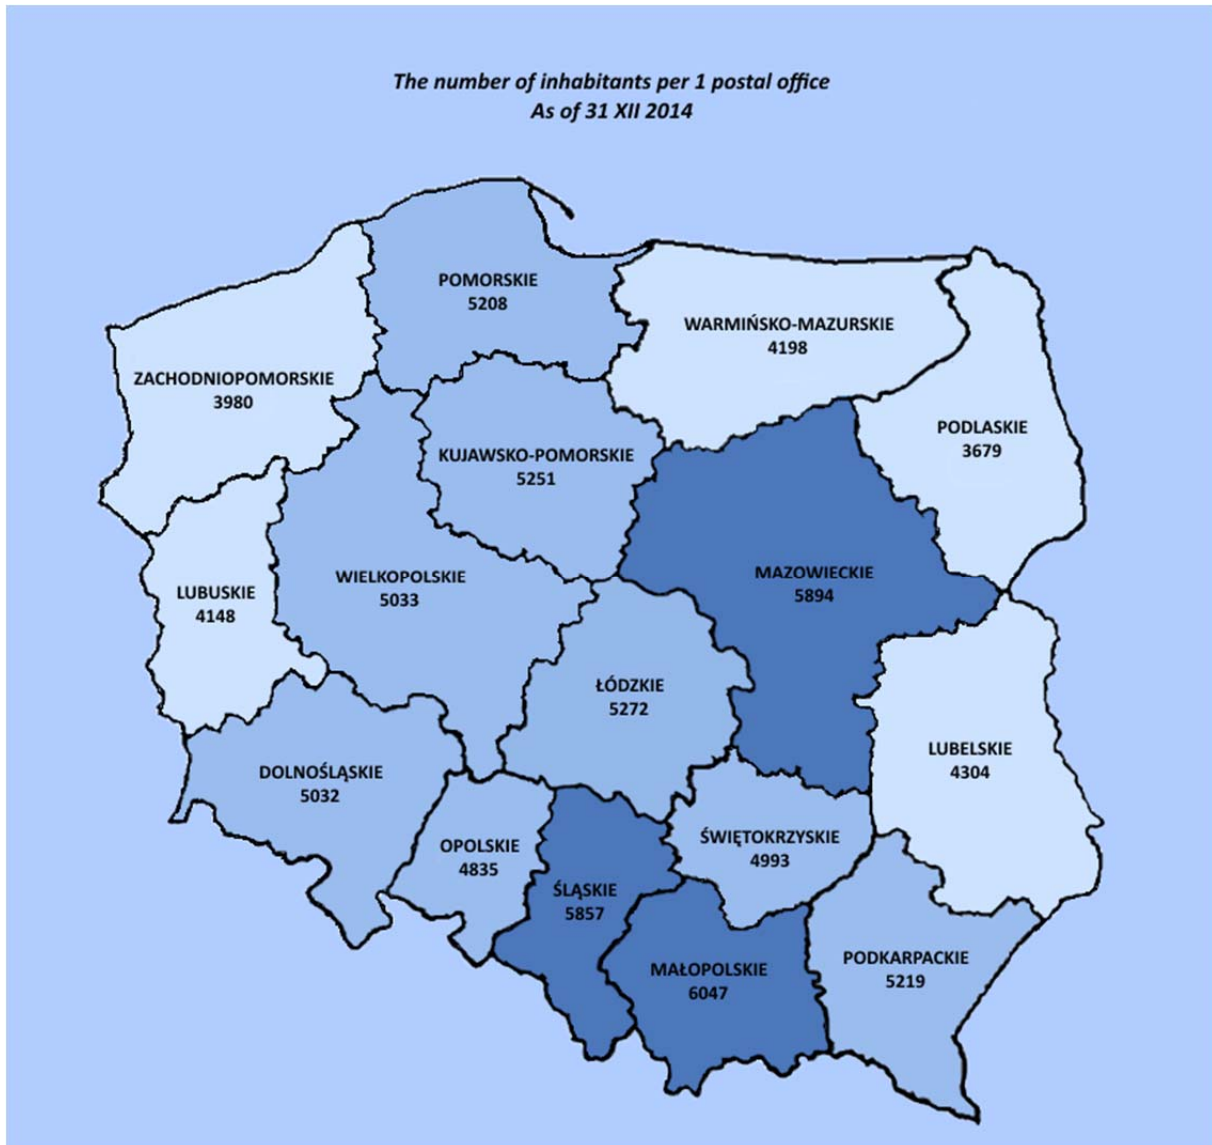 The number of inhabitants per 1 postal office
As of 31 XII 2014
POMORSKIE
5208
WARMIŃSKO-MAZURSKIE
4198
ZACHODNIOPOMORSKIE
3980
PODLASKIE
3679
KUJAWSKO-POMORSKIE
5251
MAZOWIECKIE
5894
WIELKOPOLSKIE
5033
LUBUSKIE
4148
ŁÓDZKIE
5272
LUBELSKIE
4304
DOLNOŚLĄSKIE
5032
ŚWIĘTOKRZYSKIE
4993
OPOLSKIE
4835
ŚLĄSKIE
5857
PODKARPACKIE
5219
MAŁOPOLSKIE
6047